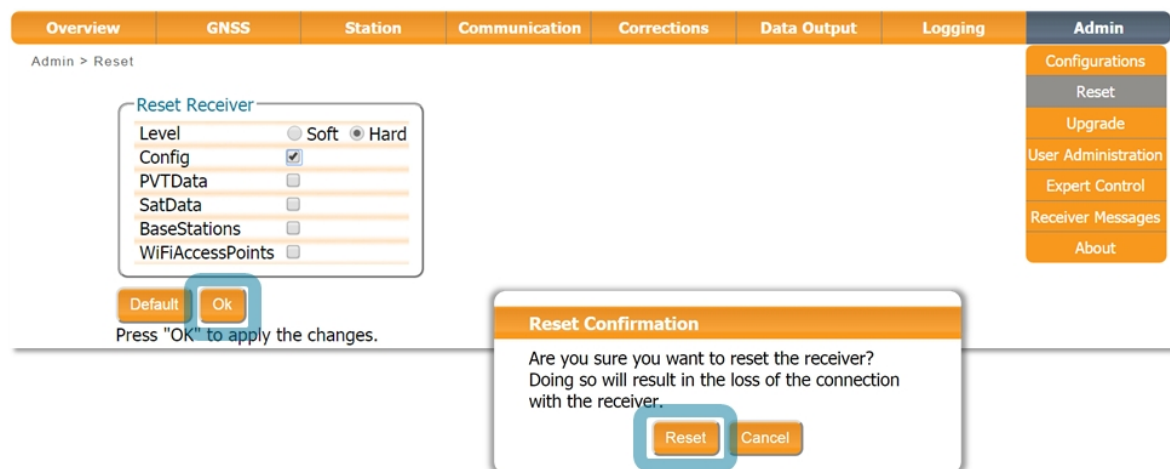 Overview GNSS Station Communication Corrections Data Output Logging Admin
Admin > Reset
Configurations
Reset
Upgrade
User Administration
Expert Control
Receiver Messages
About
Reset Receiver
Level Soft Hard
Config
PVTData
SatData
BaseStations
WiFiAccessPoints
Default Ok
Press "OK" to apply the changes.
Reset Confirmation
Are you sure you want to reset the receiver?
Doing so will result in the loss of the connection
with the receiver.
Reset Cancel